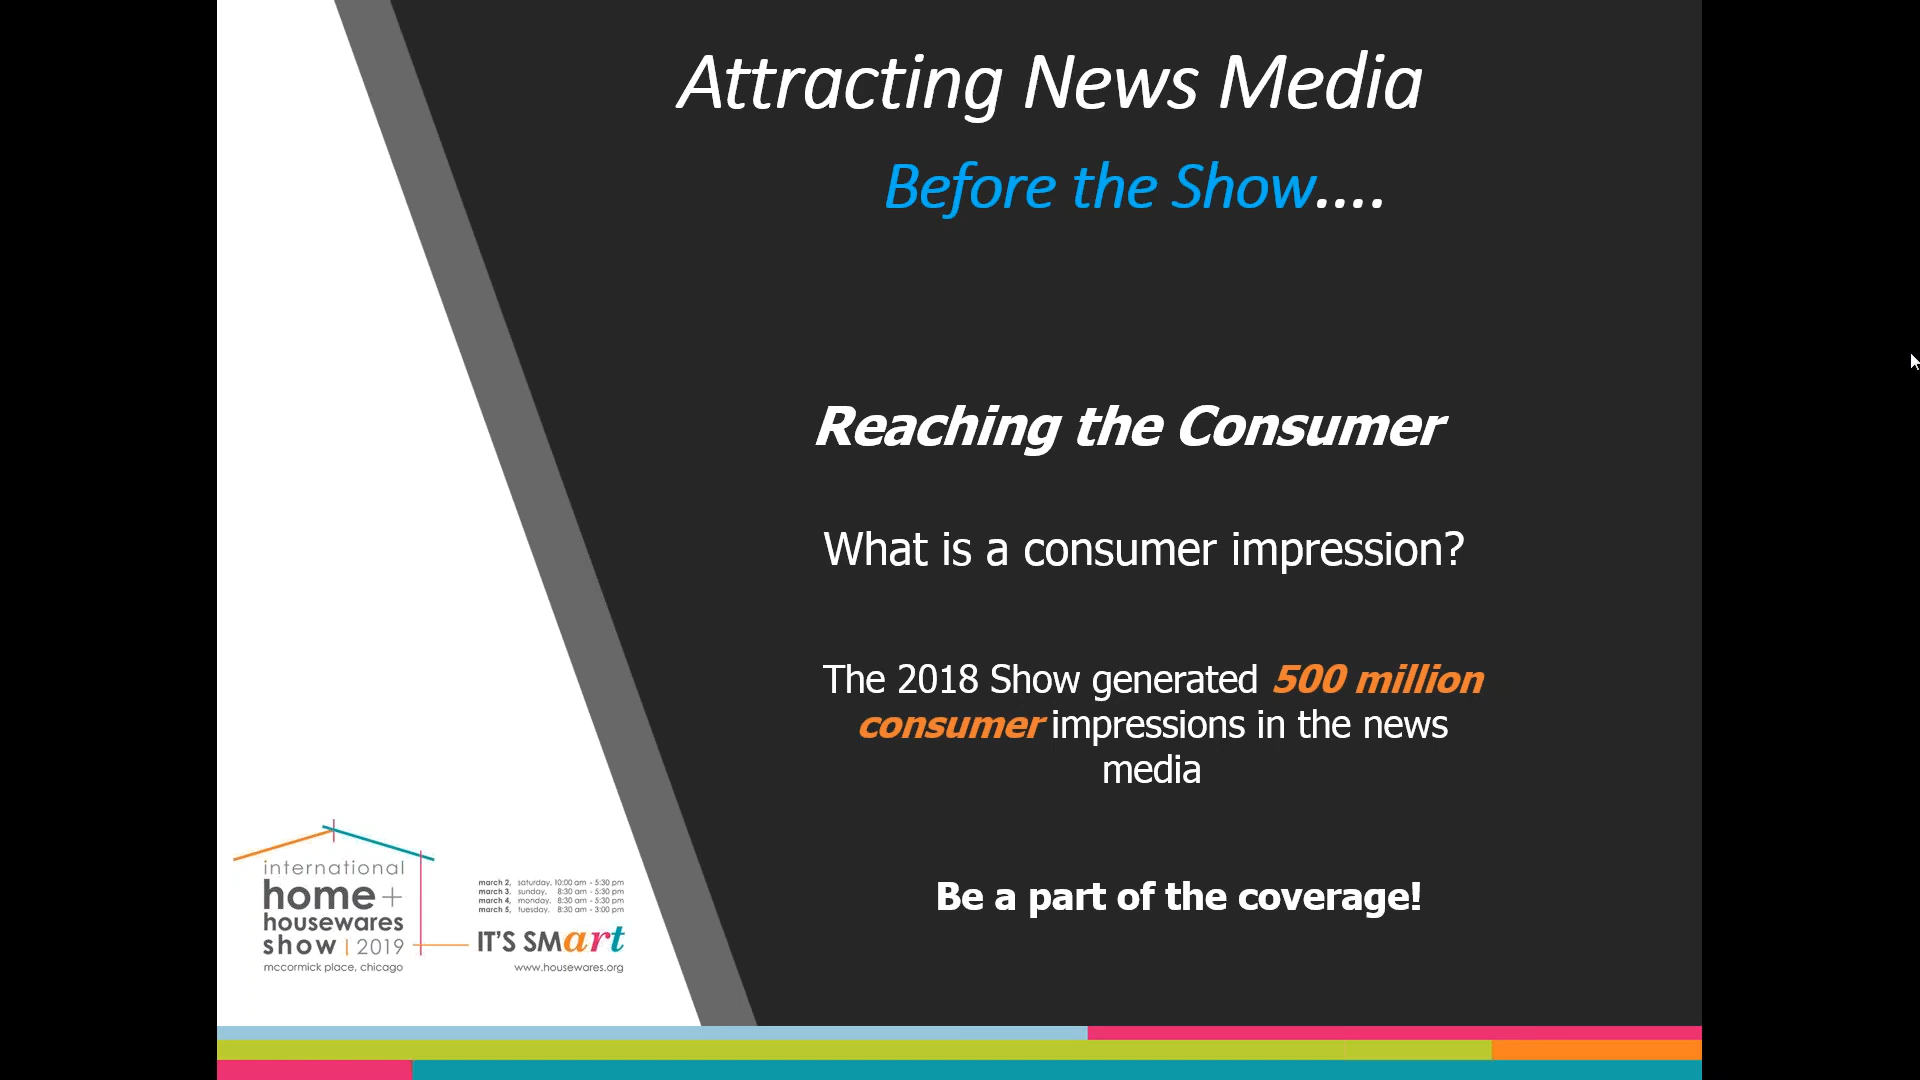 Attracting News Media
Before the Show....
Reaching the Consumer
What is a consumer impression?
The 2018 Show generated 500 million
consumer impressions in the news
media
Be a part of the coverage!
international
home+
housewares
show | 2019
mccormick place, chicago
march 2, saturday, 10:00 am - 5:30 pm
march 3, sunday, 8:30 am - 5:30 pm
march 4, monday, 8:30 am - 5:30 pm
march 5, tuesday, 8:30 am - 3:00 pm
IT'S SMart
www.housewares.org